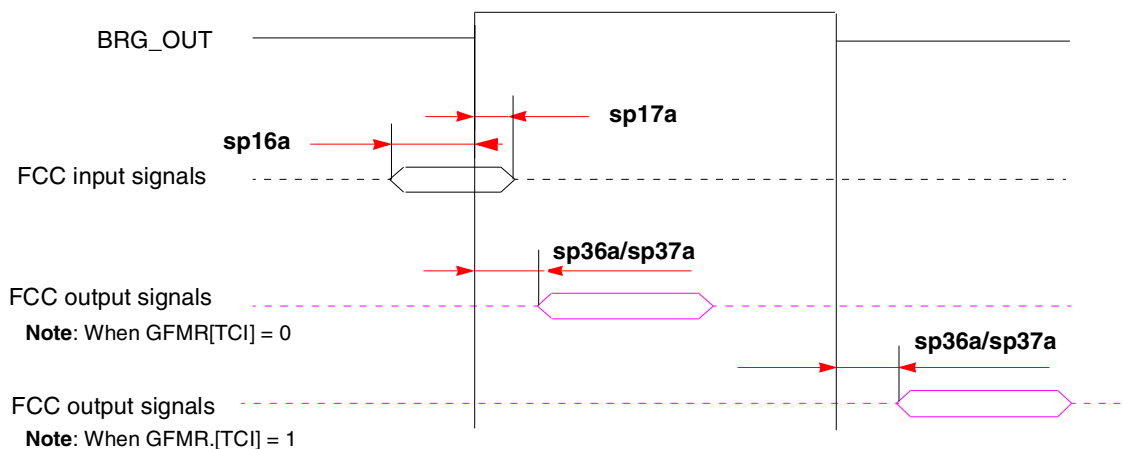 BRG_OUT
sp17a
sp16a
FCC input signals
sp36a/sp37a
FCC output signals
Note: When GFMR[TCI] = 0
sp36a/sp37a
FCC output signals
Note: When GFMR.[TCI] = 1